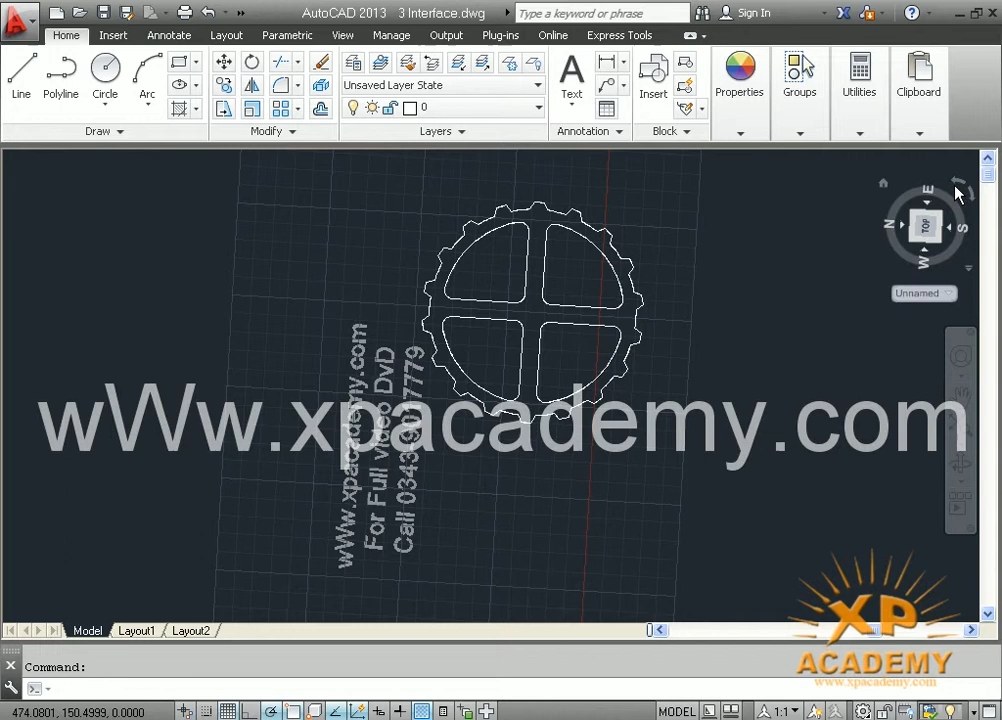 AutoCAD 2013 3 Interface.dwg
Type a keyword or phrase
Sign In
Home Insert Annotate Layout Parametric View Manage Output Plug-ins Online Express Tools
Line Polyline Circle Arc
Unsaved Layer State
0
Text
Insert
Properties Groups Utilities Clipboard
Draw Modify Layers Annotation Block
E
N TOP S
W
Unnamed
wWw.xpacademy.com
wWw.xpacademy.com
For Full Video DvD
Call 0343-9077779
Model Layout1 Layout2
XP
ACADEMY
www.xpacademy.com
Command:
474.0801, 150.4999, 0.0000
MODEL
1:1